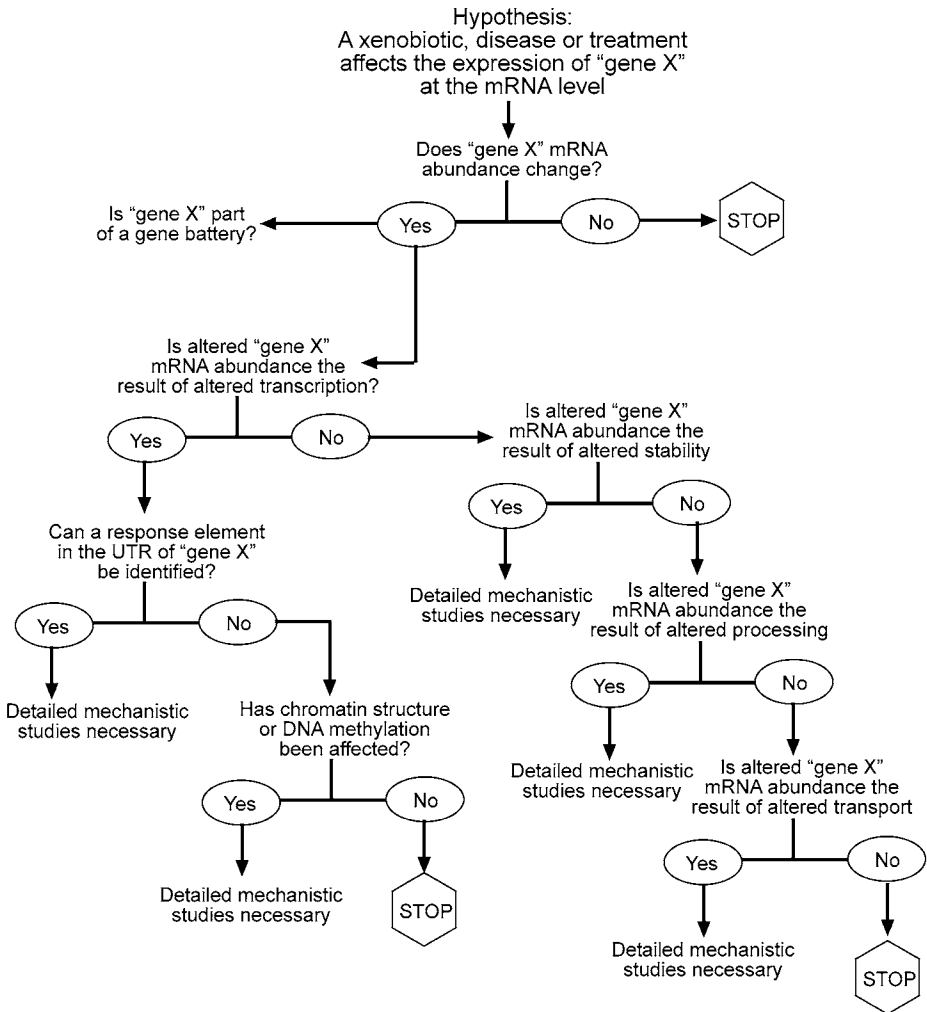 Hypothesis:
A xenobiotic, disease or treatment
affects the expression of “gene X”
at the mRNA level
Does “gene X” mRNA
abundance change?
Is “gene X” part
of a gene battery?
Yes
No
STOP
Is altered “gene X”
mRNA abundance the
result of altered transcription?
Yes
No
Is altered “gene X”
mRNA abundance the
result of altered stability
Yes
No
Can a response element
in the UTR of “gene X”
be identified?
Detailed mechanistic
studies necessary
Is altered “gene X”
mRNA abundance the
result of altered processing
Yes
No
Yes
No
Detailed mechanistic
studies necessary
Has chromatin structure
or DNA methylation
been affected?
Detailed mechanistic
studies necessary
Is altered “gene X”
mRNA abundance the
result of altered transport
Yes
No
Yes
No
Detailed mechanistic
studies necessary
STOP
Detailed mechanistic
studies necessary
STOP